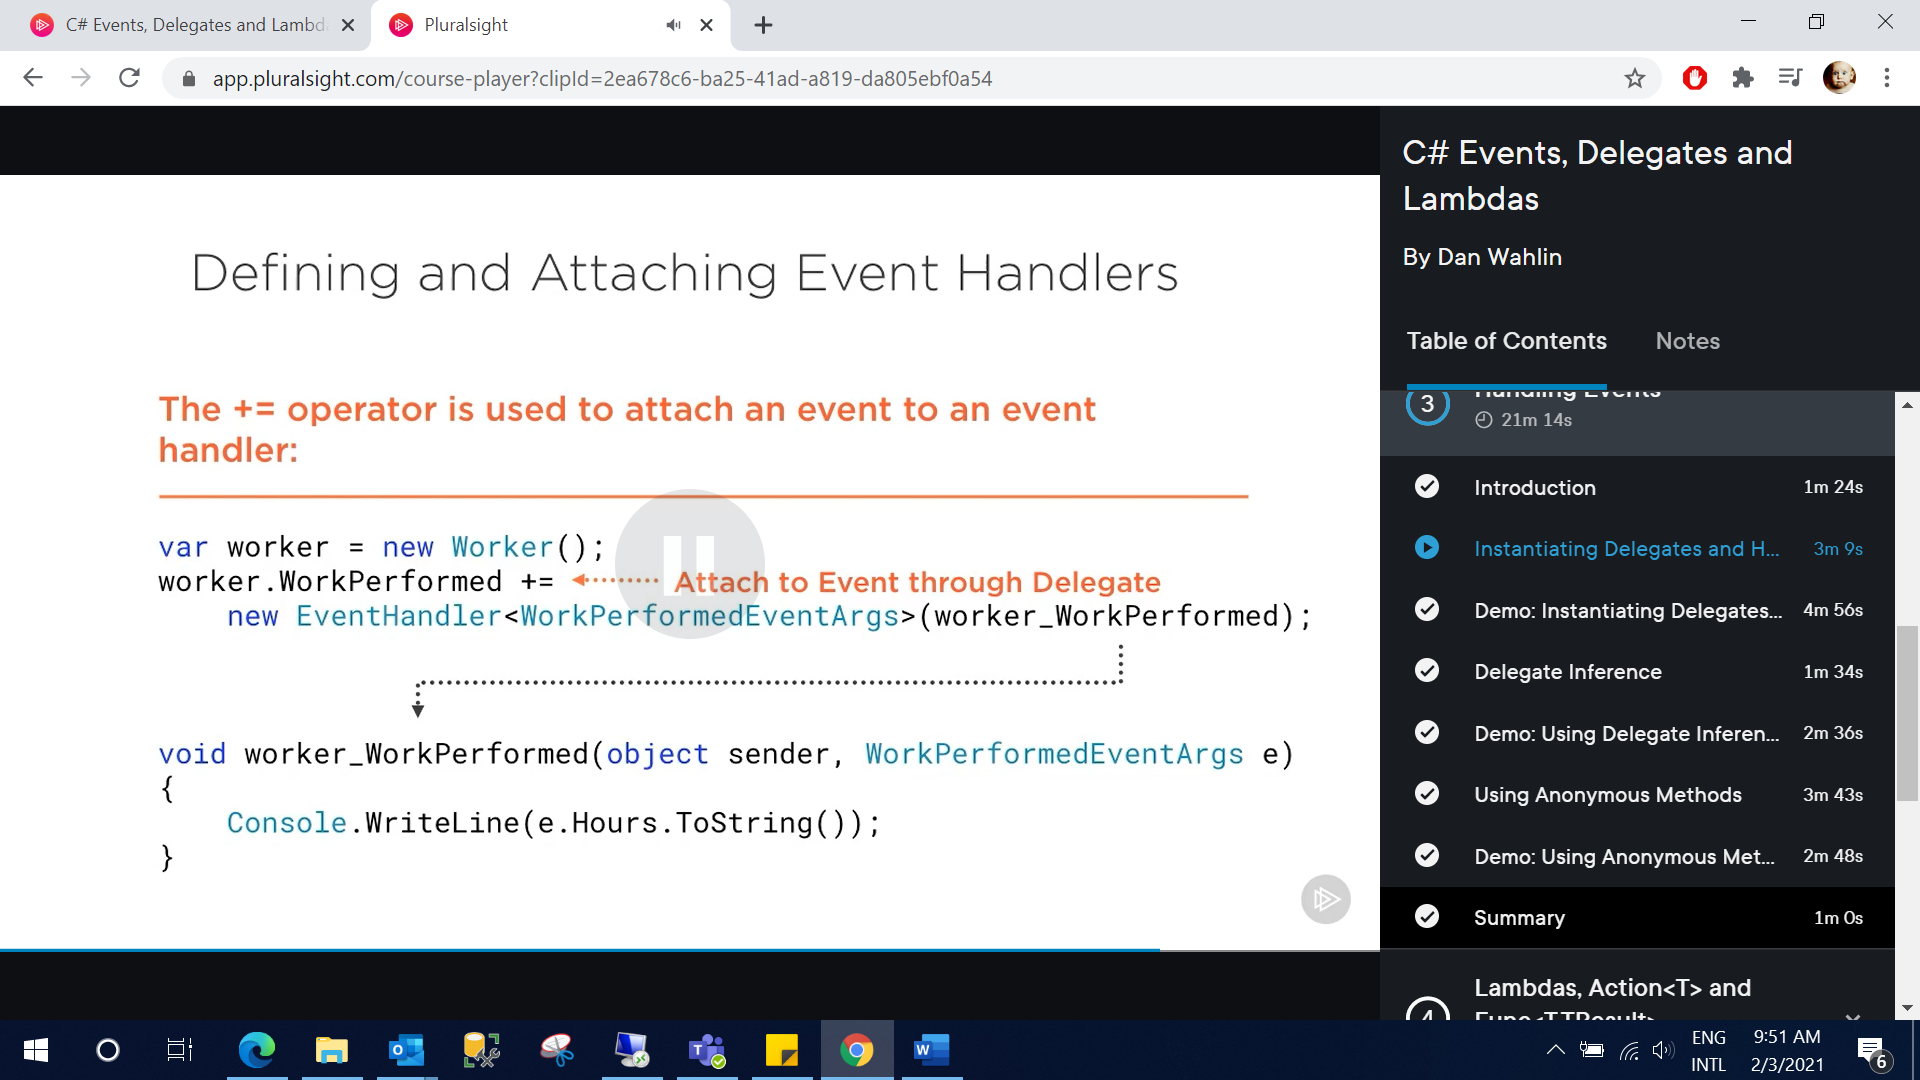 C# Events, Delegates and Lambd
Pluralsight
app.pluralsight.com/course-player?clipId=2ea678c6-ba25-41ad-a819-da805ebf0a54
Defining and Attaching Event Handlers
The += operator is used to attach an event to an event
handler:
var worker = new Worker();
worker.WorkPerformed += Attach to Event through Delegate
new EventHandler<WorkPerformedEventArgs>(worker_WorkPerformed);
void worker_WorkPerformed(object sender, WorkPerformedEventArgs e)
{
Console.WriteLine(e.Hours.ToString());
}
C# Events, Delegates and
Lambdas
By Dan Wahlin
Table of Contents Notes
3 Handling Events
21m 14s
Introduction 1m 24s
Instantiating Delegates and H... 3m 9s
Demo: Instantiating Delegates... 4m 56s
Delegate Inference 1m 34s
Demo: Using Delegate Inferen... 2m 36s
Using Anonymous Methods 3m 43s
Demo: Using Anonymous Met... 2m 48s
Summary 1m 0s
4 Lambdas, Action<T> and
Func<T,TResult>
ENG
INTL
9:51 AM
2/3/2021
6